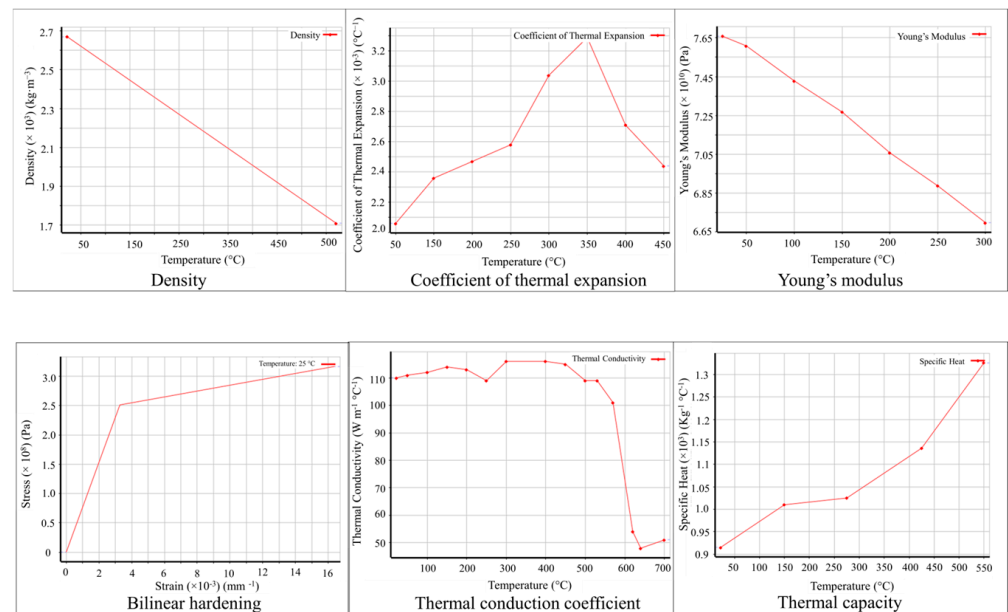 Density
2.7
2.5
2.3
2.1
1.9
1.7
Density (× 10³) (kg·m⁻³)
50 150 250 350 450 500
Temperature (°C)
Density
Coefficient of Thermal Expansion
3.2
3.0
2.8
2.6
2.4
2.2
2.0
Coefficient of Thermal Expansion (× 10⁻³) (°C⁻¹)
50 150 200 250 300 350 400 450
Temperature (°C)
Coefficient of thermal expansion
Young's Modulus
7.65
7.45
7.25
7.05
6.85
6.65
Young's Modulus (× 10¹⁰) (Pa)
50 100 150 200 250 300
Temperature (°C)
Young's modulus
Temperature: 25 °C
3.0
2.5
2.0
1.5
1.0
0.5
0
Stress (× 10⁸) (Pa)
0 2 4 6 8 10 12 14 16
Strain (×10⁻³) (mm ⁻¹)
Bilinear hardening
Thermal Conductivity
110
100
90
80
70
60
50
Thermal Conductivity (W m⁻¹ °C⁻¹)
100 200 300 400 500 600 700
Temperature (°C)
Thermal conduction coefficient
Specific Heat
1.3
1.25
1.2
1.15
1.1
1.05
1.0
0.95
0.9
Specific Heat (×10³) (Kg⁻¹ °C⁻¹)
50 100 150 200 250 300 350 400 450 500 550
Temperature (°C)
Thermal capacity